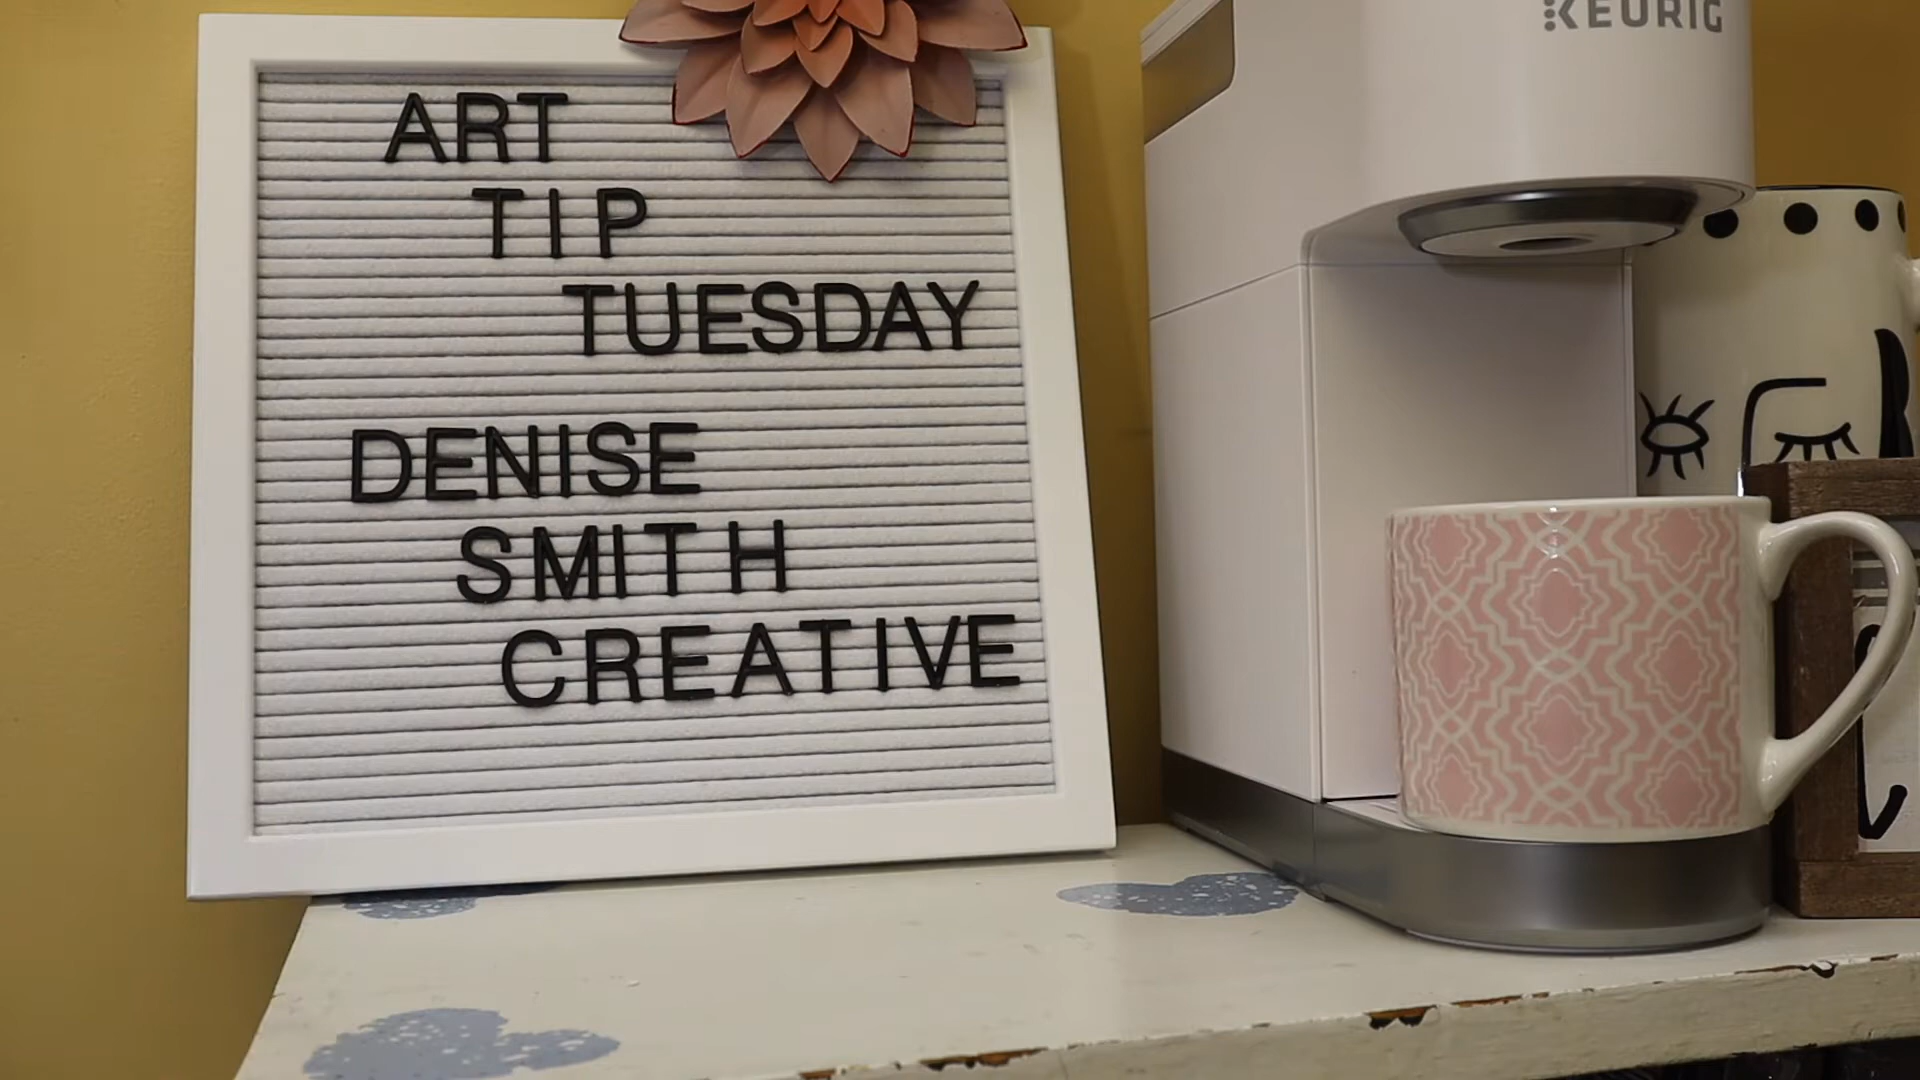 ART
TIP
TUESDAY
DENISE
SMITH
CREATIVE
KEURIG